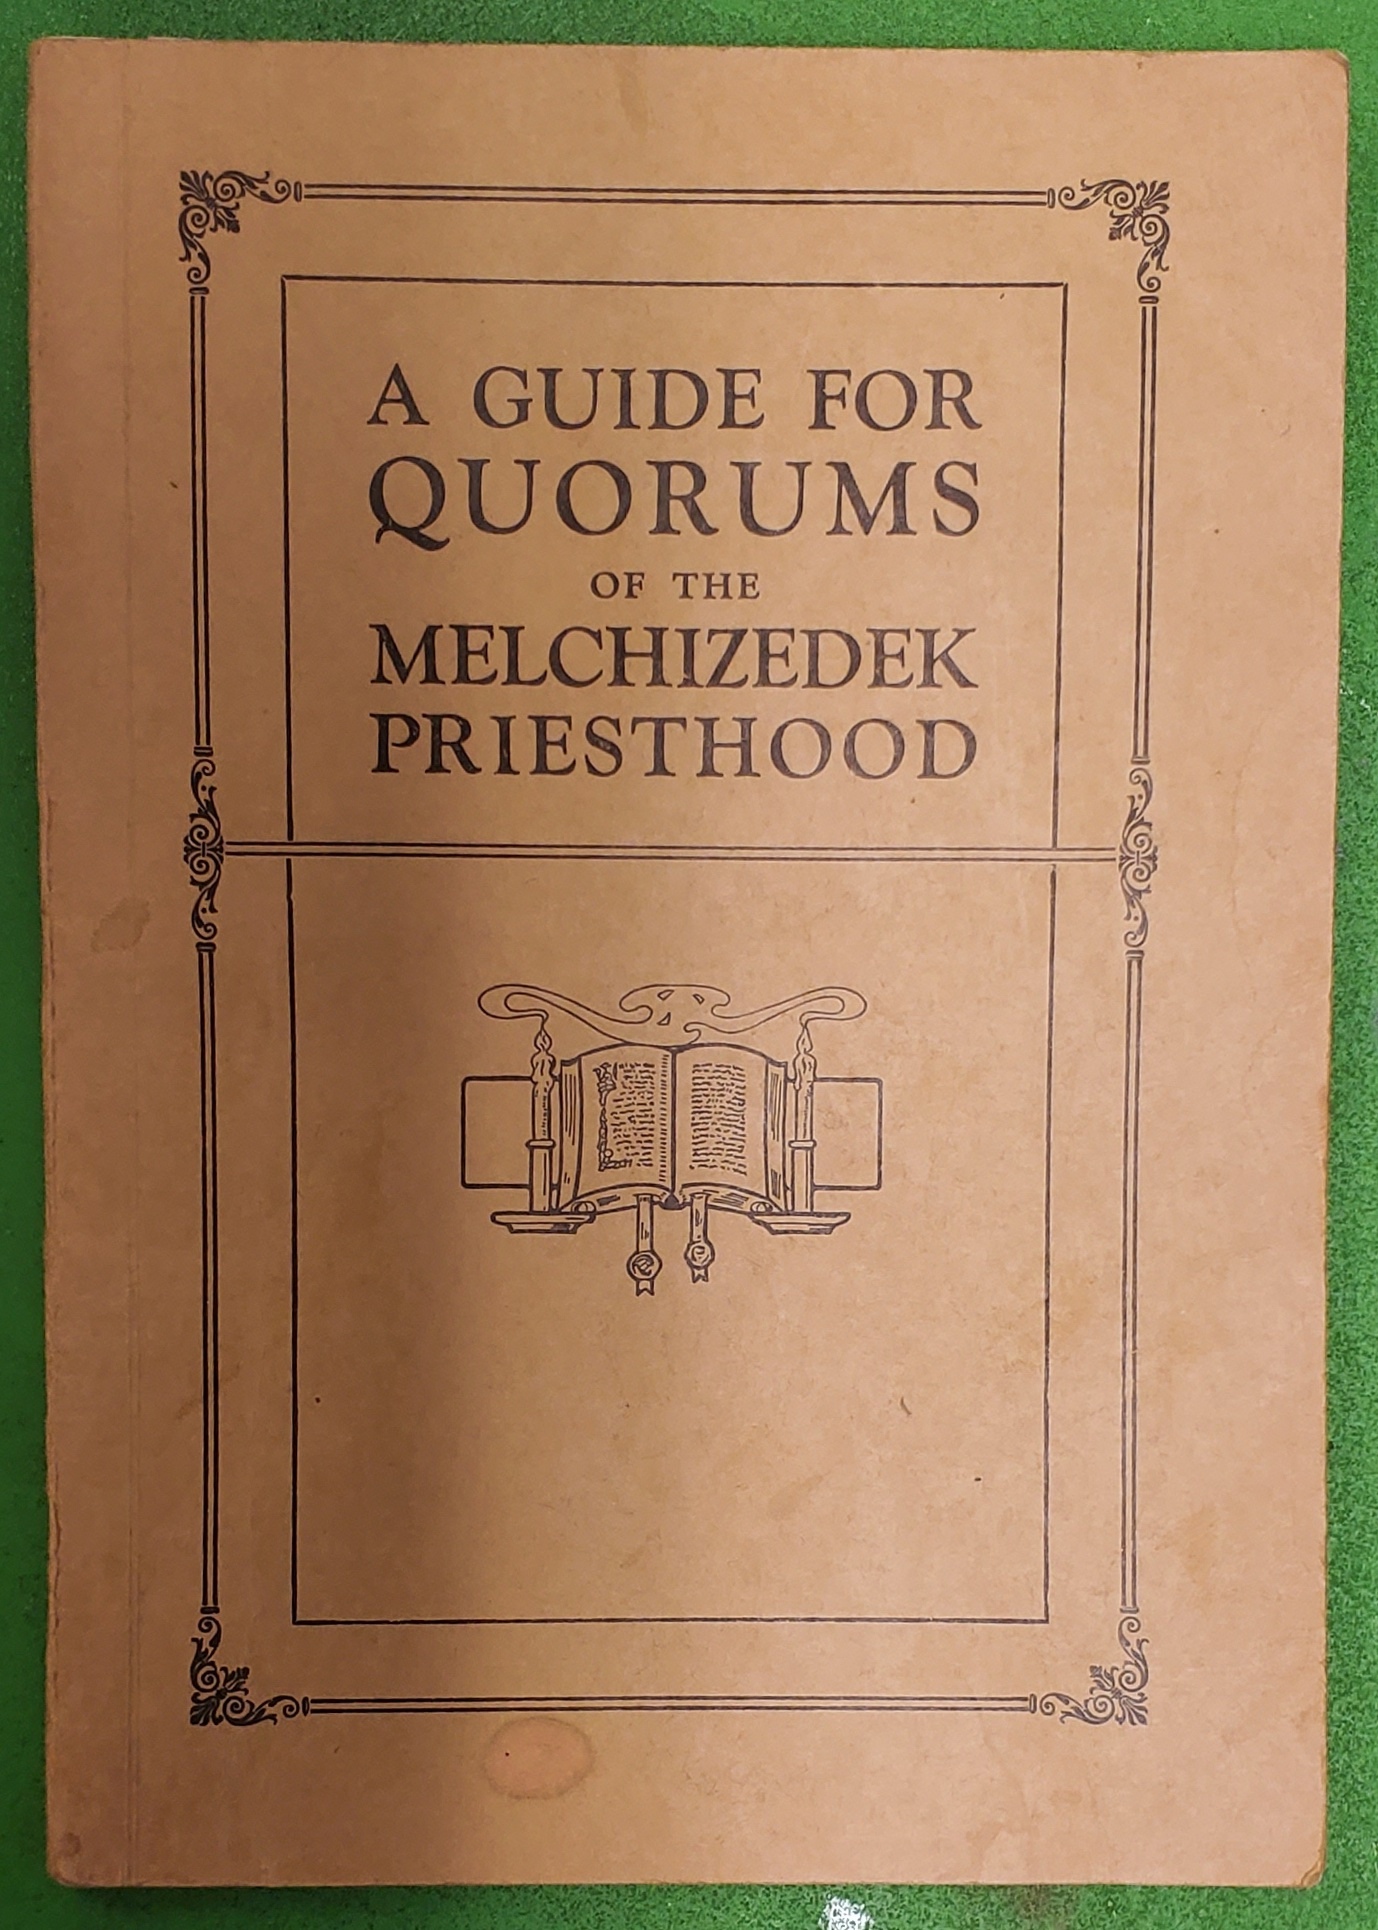 A GUIDE FOR
QUORUMS
OF THE
MELCHIZEDEK
PRIESTHOOD